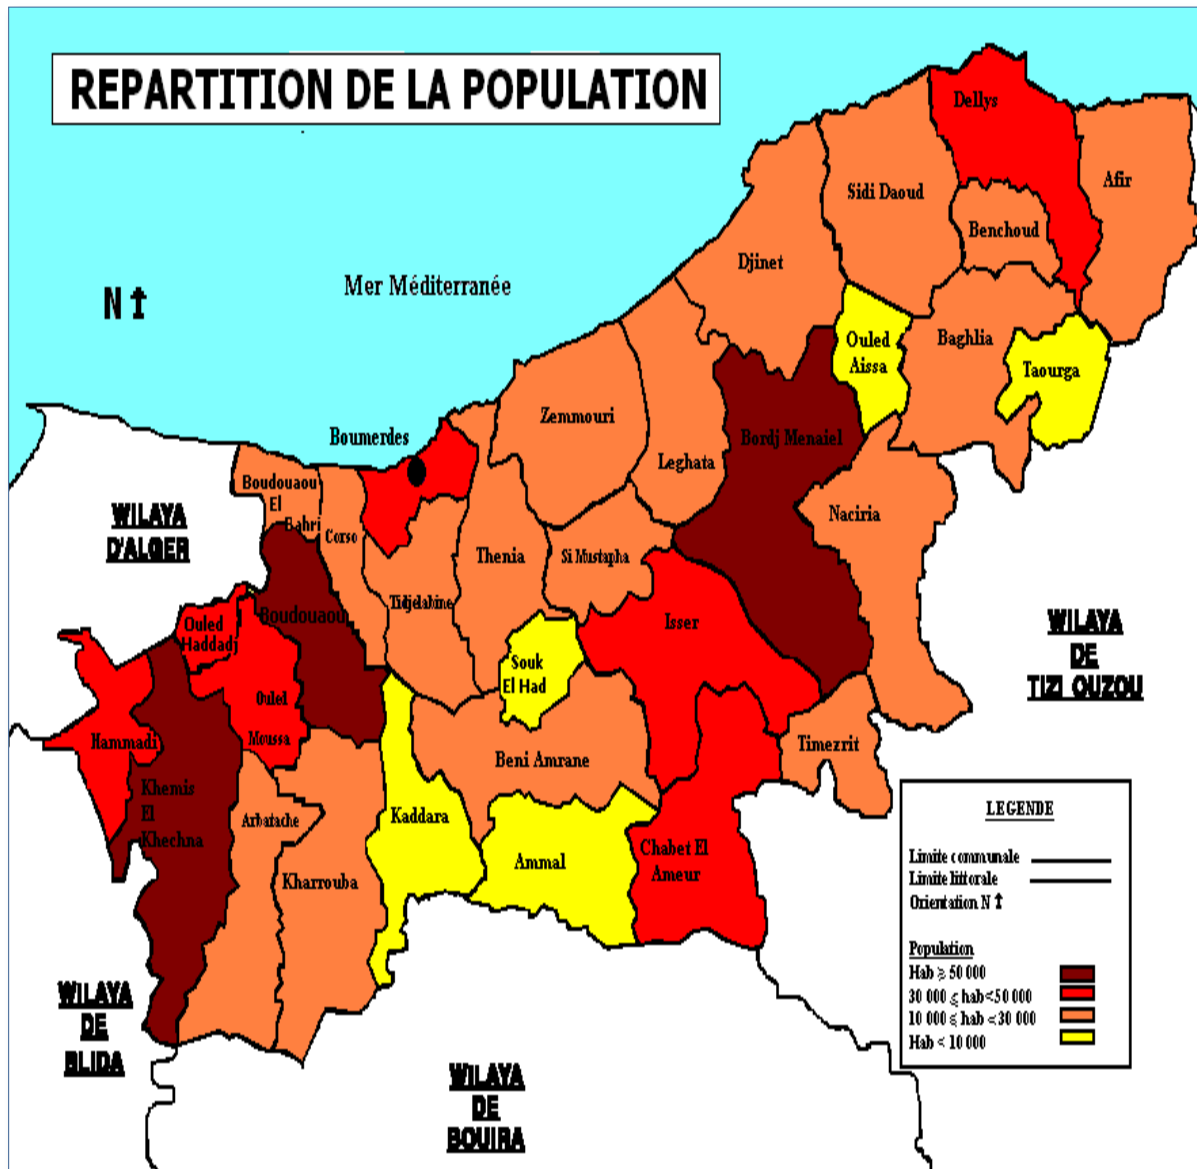 REPARTITION DE LA POPULATION
Dellys
Afir
Sidi Daoud
Benchoud
Djinet
Mer Méditerranée
N
Ouled
Aissa
Baghlia
Taourga
Zemmouri
Boumerdes
Bordj Menaiel
Leghata
Boudouaou
El
Bahri
Corso
WILAYA
D'ALGER
Naciria
Thenia
Si Mustapha
Tidjelabine
Boudouaou
Ouled
Haddadj
Isser
WILAYA
DE
TIZI OUZOU
Souk
El Had
Ouled
Moussa
Hammadi
Timezrit
Beni Amrane
Khemis
El
Khechna
Arbatache
Kaddara
Kharrouba
Ammal
Chabet El
Ameur
LEGENDE
Limite communale
Limite littorale
Orientation N
Population
Hab ≥ 50 000
30 000 ≤ hab < 50 000
10 000 ≤ hab < 30 000
Hab < 10 000
WILAYA
DE
BLIDA
WILAYA
DE
BOUIRA